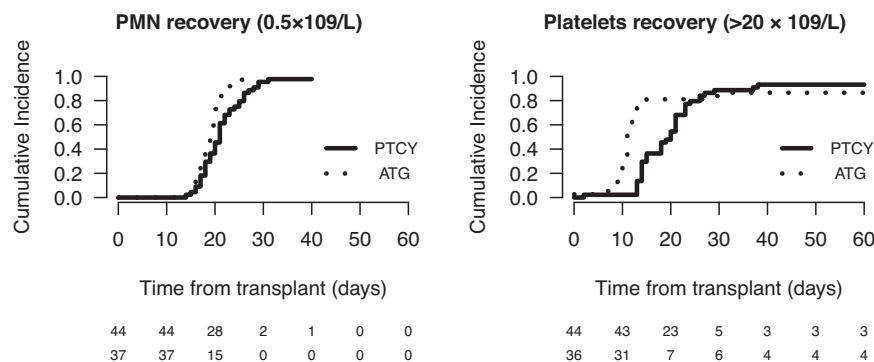 PMN recovery (0.5×109/L)
Cumulative Incidence
1.0
0.8
0.6
0.4
0.2
0.0
PTCY
ATG
0 10 20 30 40 50 60
Time from transplant (days)
44 44 28 2 1 0 0
37 37 15 0 0 0 0
Platelets recovery (>20 × 109/L)
Cumulative Incidence
1.0
0.8
0.6
0.4
0.2
0.0
PTCY
ATG
0 10 20 30 40 50 60
Time from transplant (days)
44 43 23 5 3 3 3
36 31 7 6 4 4 4